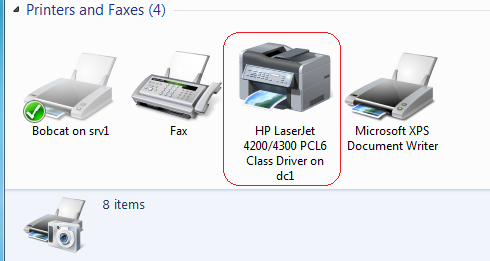 Printers and Faxes (4)
Bobcat on srv1
Fax
HP LaserJet
4200/4300 PCL6
Class Driver on
dc1
Microsoft XPS
Document Writer
8 items